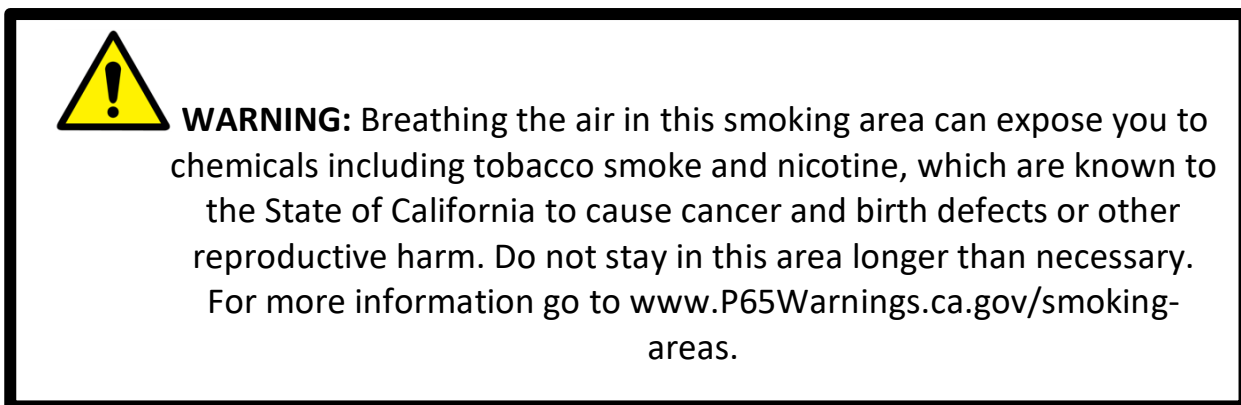 WARNING: Breathing the air in this smoking area can expose you to
chemicals including tobacco smoke and nicotine, which are known to
the State of California to cause cancer and birth defects or other
reproductive harm. Do not stay in this area longer than necessary.
For more information go to www.P65Warnings.ca.gov/smoking-
areas.